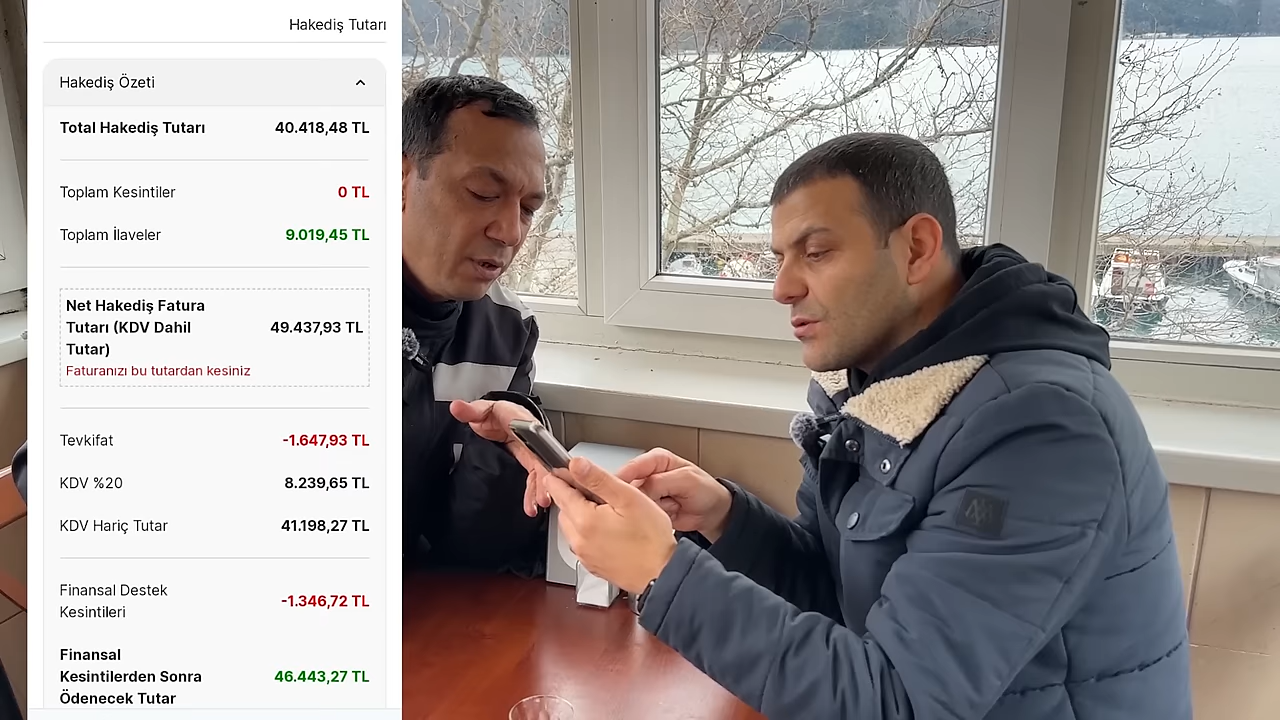 Hakediş Tutarı
Hakediş Özeti
Total Hakediş Tutarı 40.418,48 TL
Toplam Kesintiler 0 TL
Toplam İlaveler 9.019,45 TL
Net Hakediş Fatura
Tutarı (KDV Dahil 49.437,93 TL
Tutar)
Faturanızı bu tutardan kesiniz
Tevkifat -1.647,93 TL
KDV %20 8.239,65 TL
KDV Hariç Tutar 41.198,27 TL
Finansal Destek
Kesintileri -1.346,72 TL
Finansal
Kesintilerden Sonra 46.443,27 TL
Ödenecek Tutar